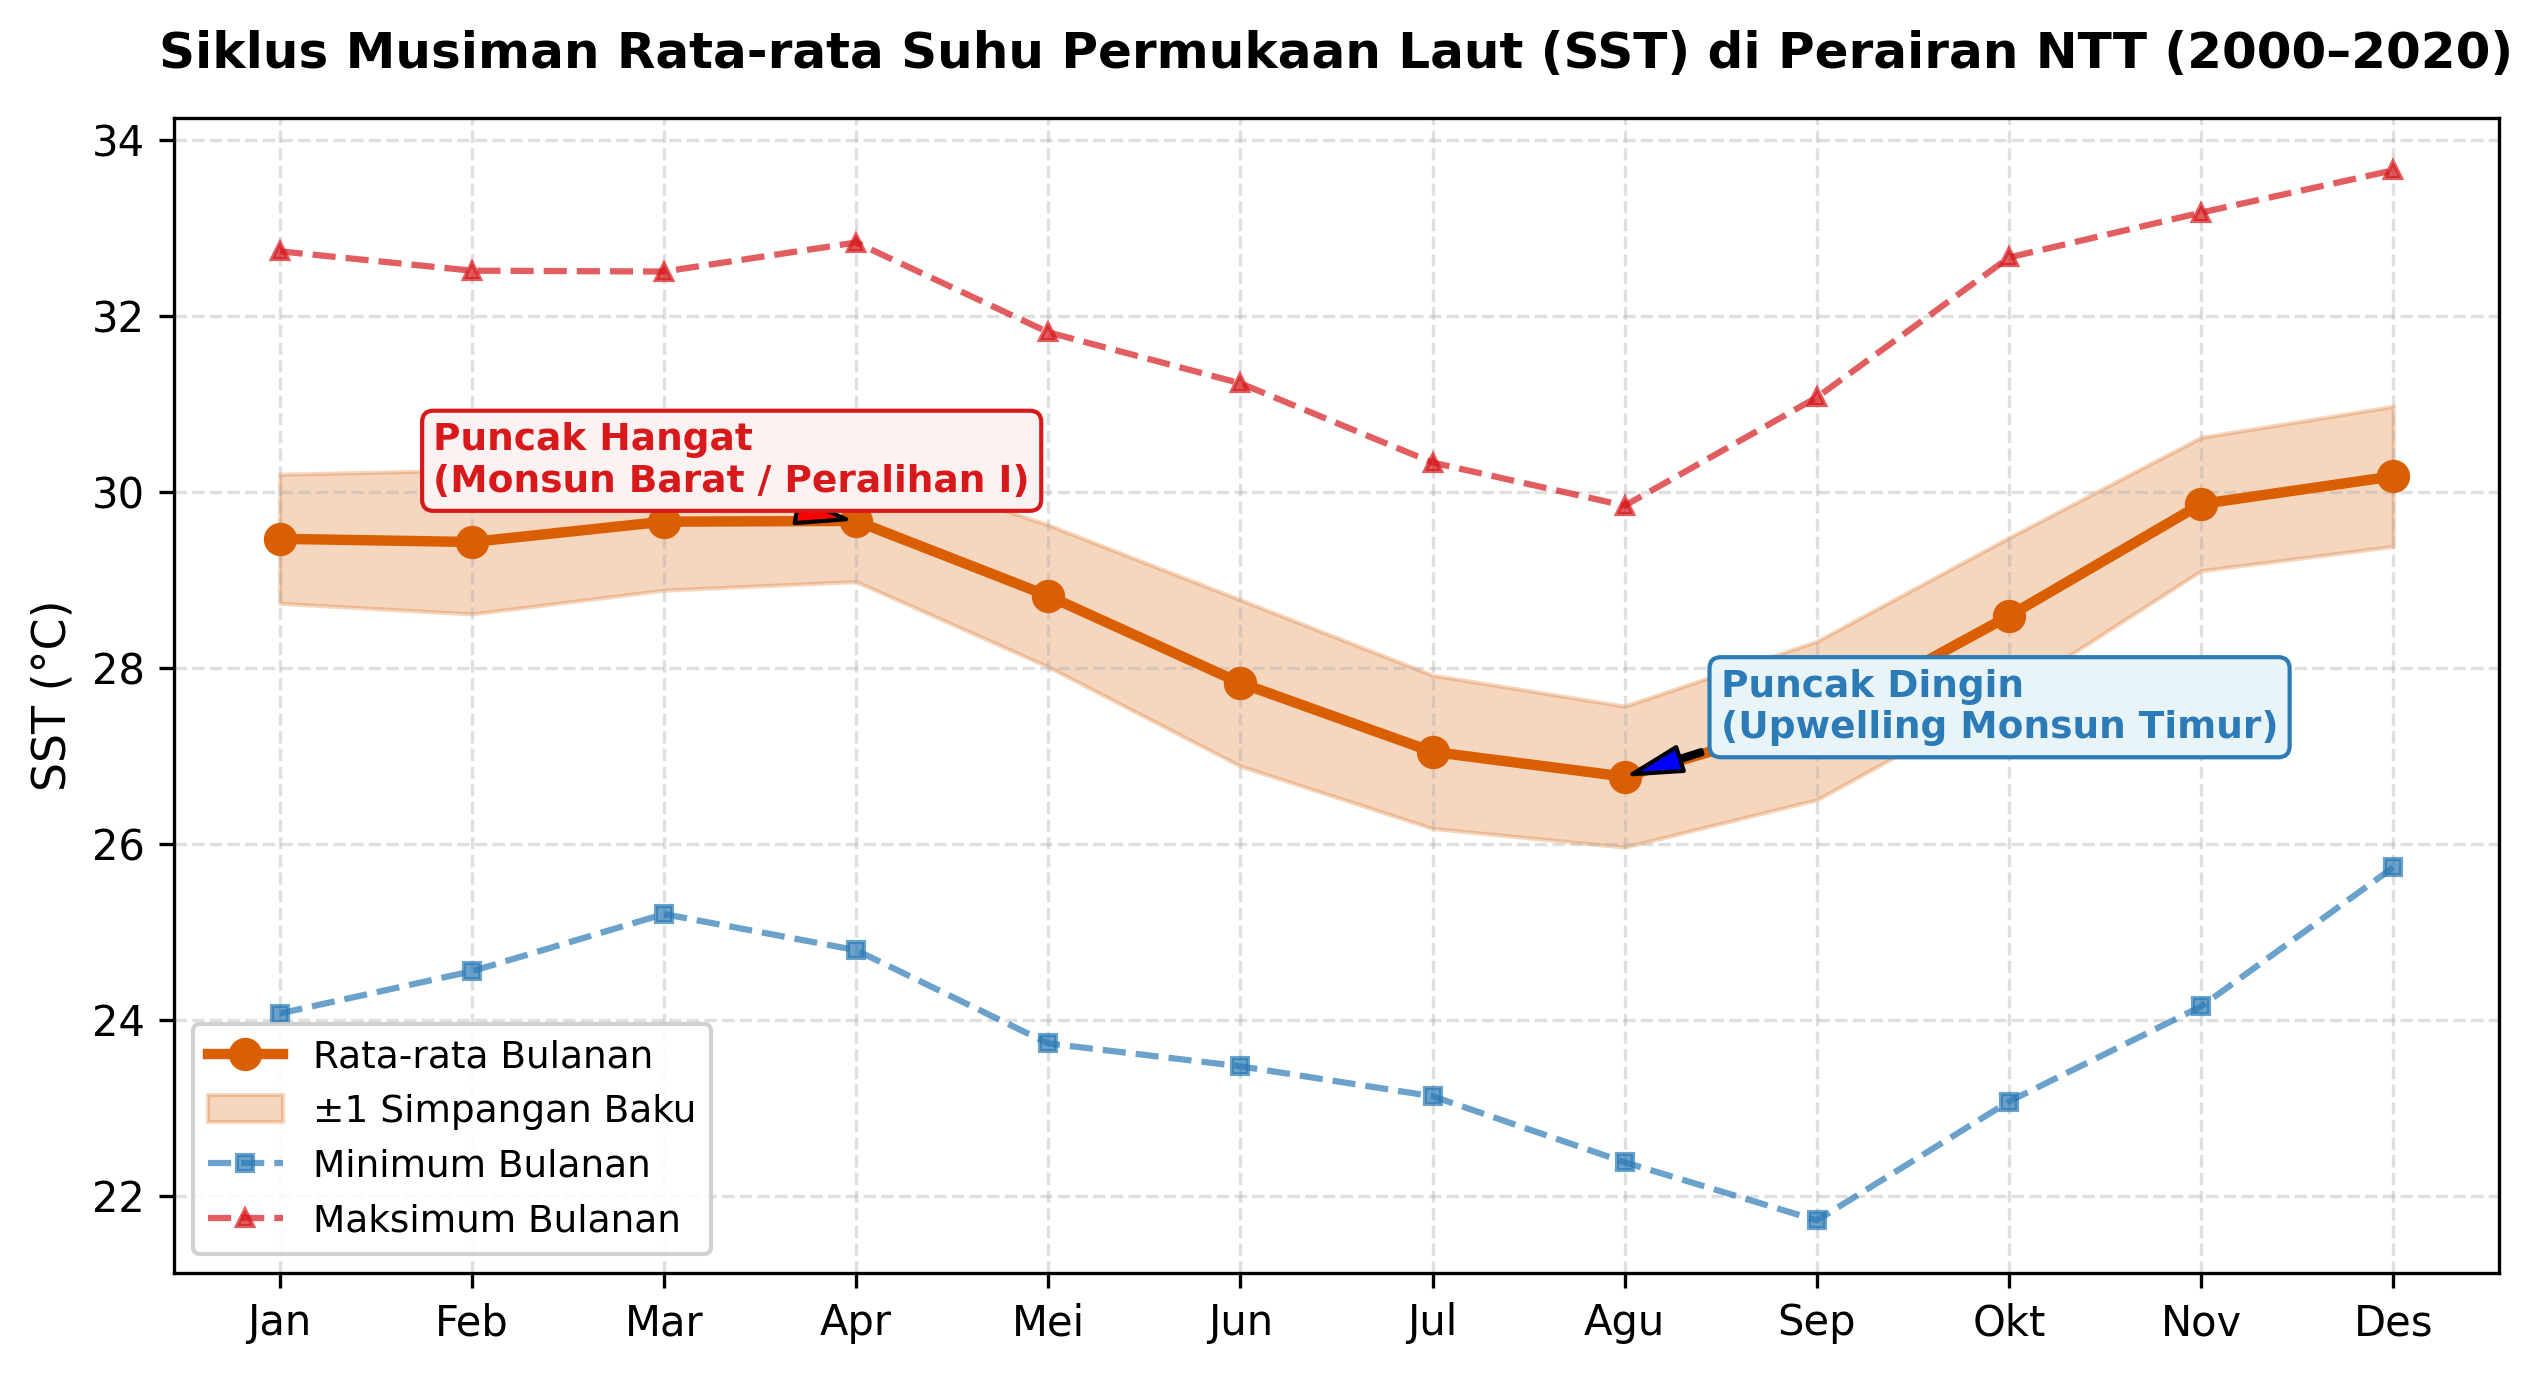 Siklus Musiman Rata-rata Suhu Permukaan Laut (SST) di Perairan NTT (2000–2020)
SST (°C)
34
32
30
28
26
24
22
Puncak Hangat
(Monsun Barat / Peralihan I)
Puncak Dingin
(Upwelling Monsun Timur)
Rata-rata Bulanan
±1 Simpangan Baku
Minimum Bulanan
Maksimum Bulanan
Jan Feb Mar Apr Mei Jun Jul Agu Sep Okt Nov Des